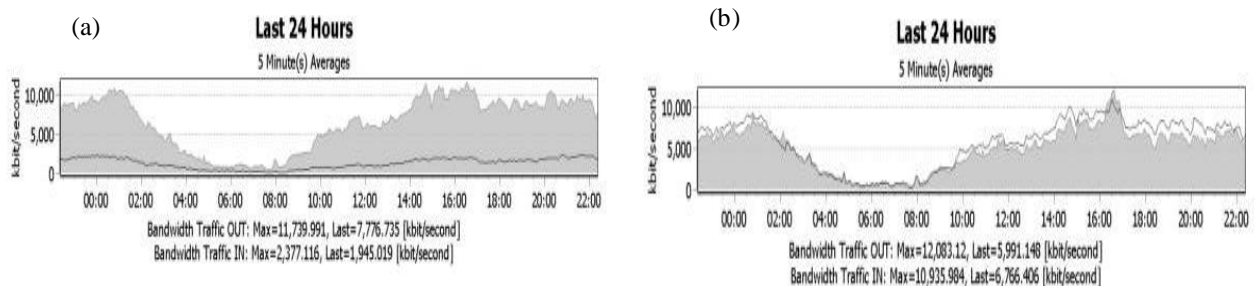 (a)
Last 24 Hours
5 Minute(s) Averages
kbit/second
10,000
5,000
0
00:00 02:00 04:00 06:00 08:00 10:00 12:00 14:00 16:00 18:00 20:00 22:00
Bandwidth Traffic OUT: Max=11,739.991, Last=7,776.735 [kbit/second]
Bandwidth Traffic IN: Max=2,377.116, Last=1,945.019 [kbit/second]
(b)
Last 24 Hours
5 Minute(s) Averages
kbit/second
10,000
5,000
0
00:00 02:00 04:00 06:00 08:00 10:00 12:00 14:00 16:00 18:00 20:00 22:00
Bandwidth Traffic OUT: Max=12,083.12, Last=5,991.148 [kbit/second]
Bandwidth Traffic IN: Max=10,935.984, Last=6,766.406 [kbit/second]